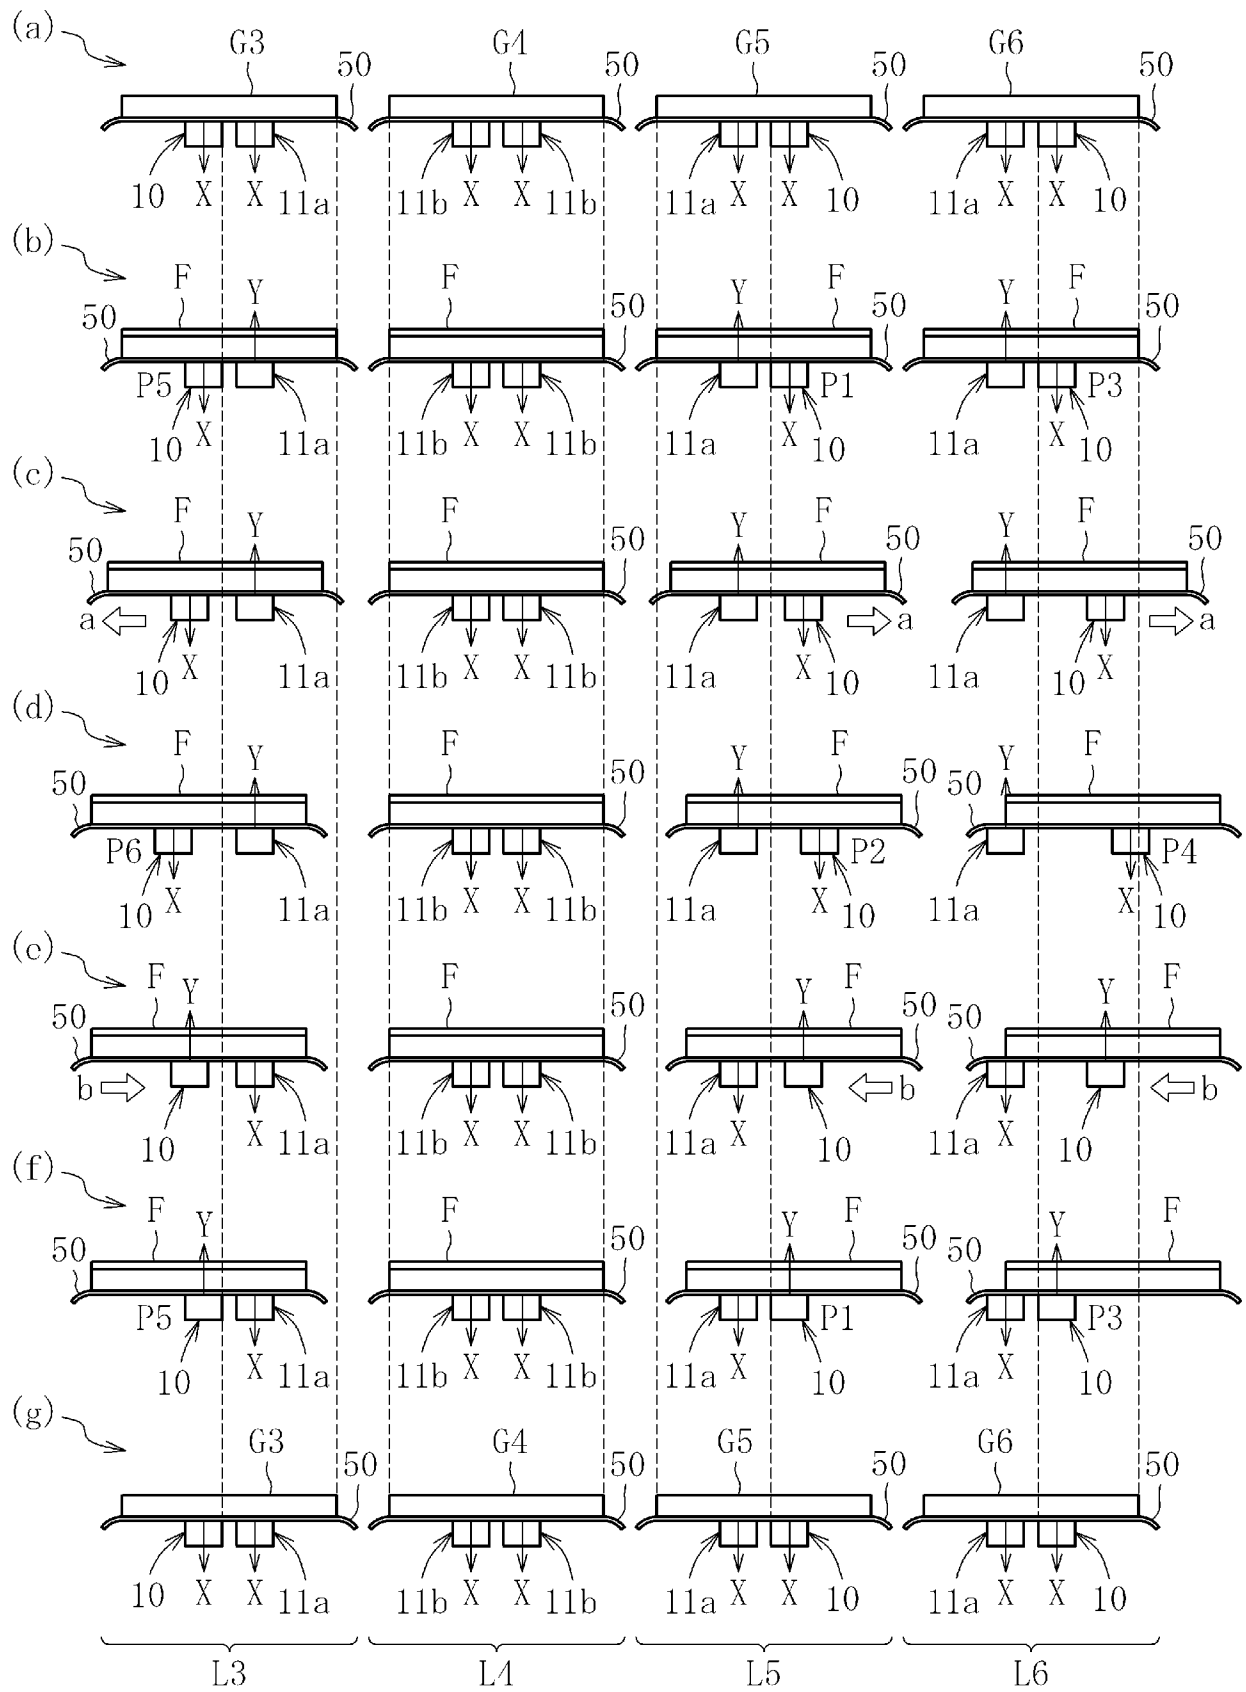 (a)
G3 50 G4 50 G5 50 G6 50
10 X X 11a 11b X X 11b 11a X X 10 11a X X 10
(b)
50 F Y F 50 Y F 50 Y F 50
P5 10 X 11a 11b X X 11b 11a X P1 10 11a X P3 10
(c)
50 F Y F 50 Y F 50 Y F 50
a 10 X 11a 11b X X 11b 11a X 10 a 11a 10 X a
(d)
50 F Y F 50 Y F 50 50 Y F
P6 10 X 11a 11b X X 11b 11a X P2 10 11a X P4 10
(e)
50 F Y F 50 Y F 50 50 Y F
b 10 X 11a 11b X X 11b 11a X 10 b 11a X 10 b
(f)
50 F Y F 50 Y F 50 50 Y F
P5 10 X 11a 11b X X 11b 11a X P1 10 11a X P3 10
(g)
G3 50 G4 50 G5 50 G6 50
10 X X 11a 11b X X 11b 11a X X 10 11a X X 10
L3 L4 L5 L6